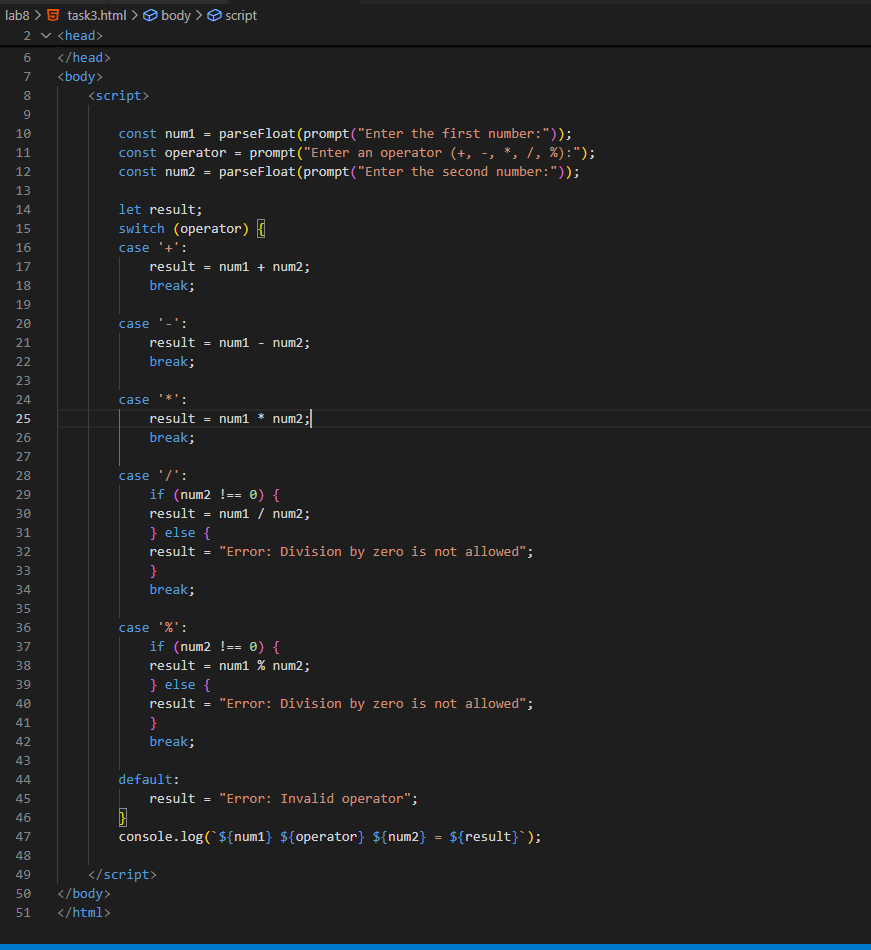 lab8 > task3.html > body > script
2 <head>
6 </head>
7 <body>
8 <script>
9
10 const num1 = parseFloat(prompt("Enter the first number:"));
11 const operator = prompt("Enter an operator (+, -, *, /, %):");
12 const num2 = parseFloat(prompt("Enter the second number:"));
13
14 let result;
15 switch (operator) {
16 case '+':
17 result = num1 + num2;
18 break;
19
20 case '-':
21 result = num1 - num2;
22 break;
23
24 case '*':
25 result = num1 * num2;
26 break;
27
28 case '/':
29 if (num2 !== 0) {
30 result = num1 / num2;
31 } else {
32 result = "Error: Division by zero is not allowed";
33 }
34 break;
35
36 case '%':
37 if (num2 !== 0) {
38 result = num1 % num2;
39 } else {
40 result = "Error: Division by zero is not allowed";
41 }
42 break;
43
44 default:
45 result = "Error: Invalid operator";
46 }
47 console.log(`${num1} ${operator} ${num2} = ${result}`);
48
49 </script>
50 </body>
51 </html>